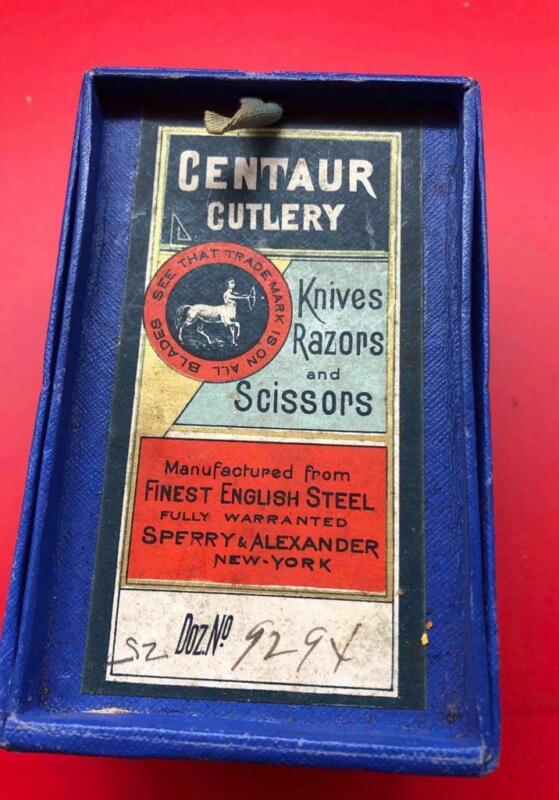 CENTAUR
CUTLERY
SEE THAT TRADE MARK IS ON ALL BLADES
Knives
Razors
and
Scissors
Manufactured from
FINEST ENGLISH STEEL
FULLY WARRANTED
SPERRY & ALEXANDER
NEW-YORK
Doz. No